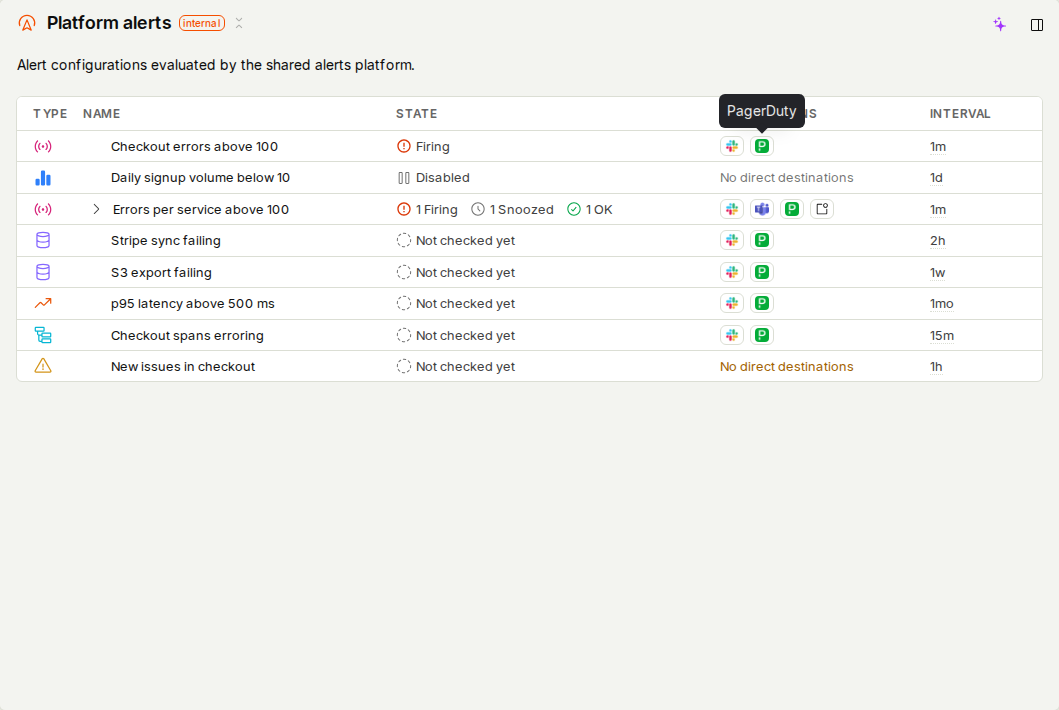 Platform alerts internal
Alert configurations evaluated by the shared alerts platform.
TYPE NAME STATE INTERVAL
PagerDuty
Checkout errors above 100 Firing 1m
Daily signup volume below 10 Disabled No direct destinations 1d
Errors per service above 100 1 Firing 1 Snoozed 1 OK 1m
Stripe sync failing Not checked yet 2h
S3 export failing Not checked yet 1w
p95 latency above 500 ms Not checked yet 1mo
Checkout spans erroring Not checked yet 15m
New issues in checkout Not checked yet No direct destinations 1h